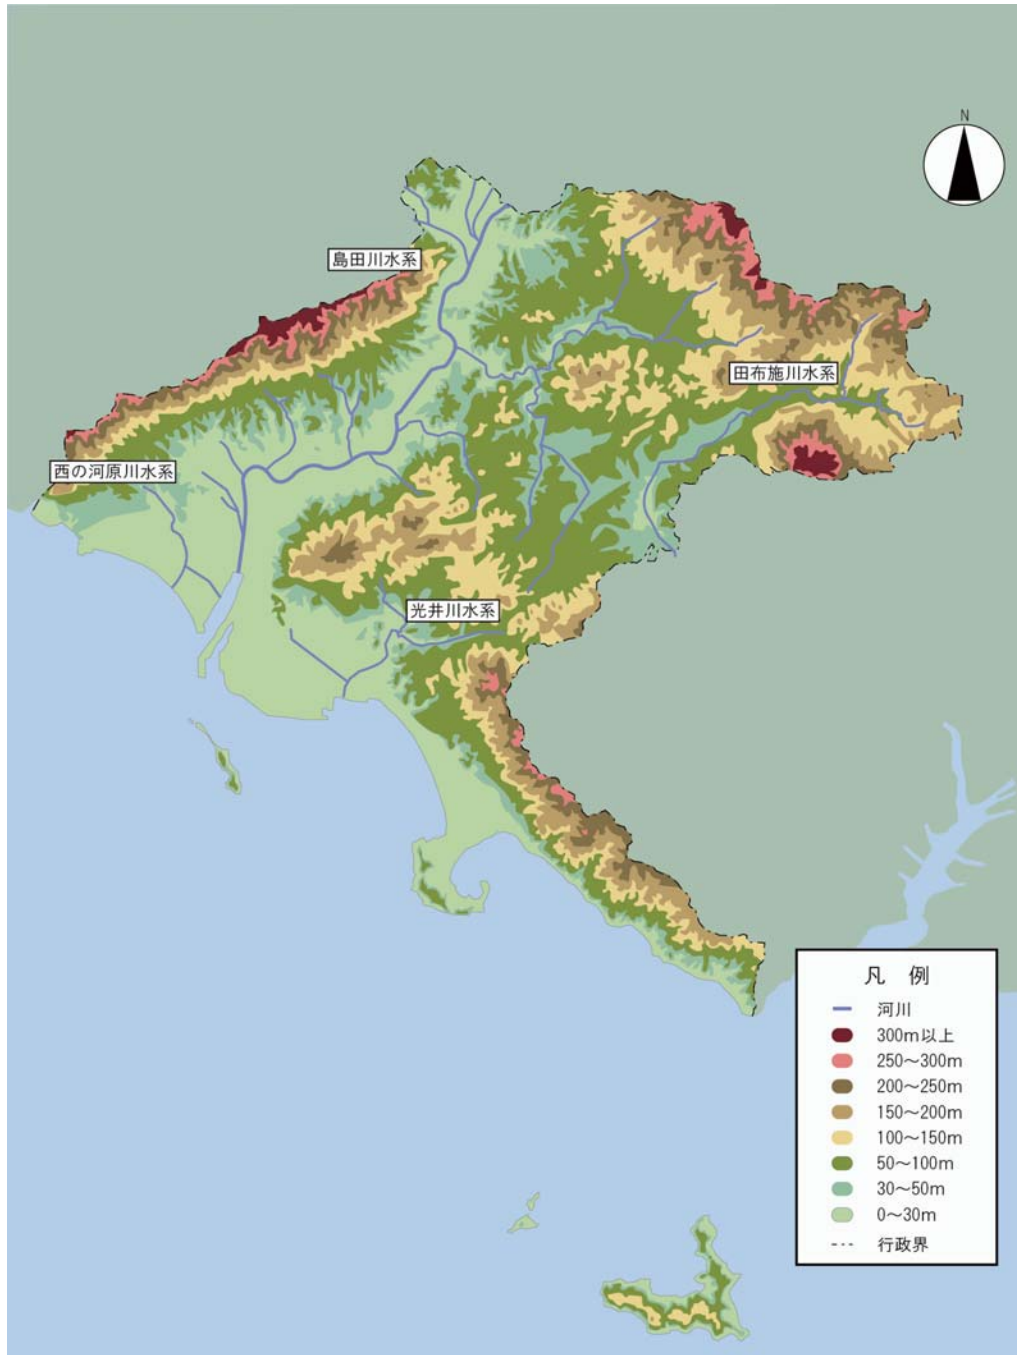 N
島田川水系
田布施川水系
西の河原川水系
光井川水系
凡 例
河川
300m以上
250～300m
200～250m
150～200m
100～150m
50～100m
30～50m
0～30m
行政界